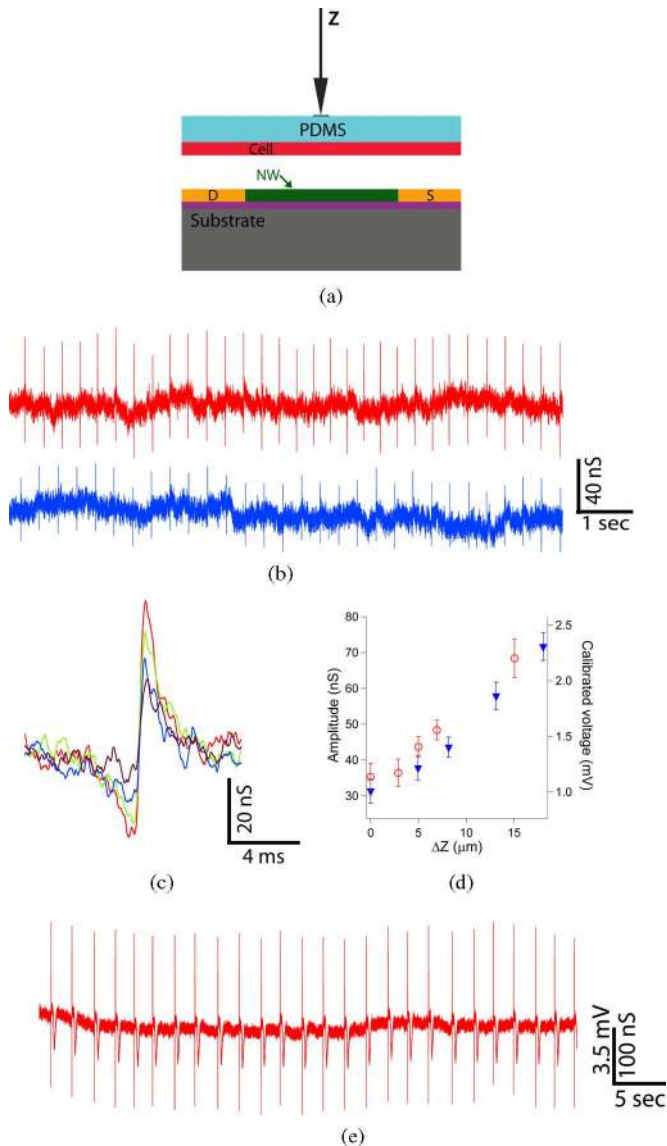 Z
PDMS
Cell
NW
D
S
Substrate
(a)
40 nS
1 sec
(b)
20 nS
4 ms
(c)
80
70
60
50
40
30
Amplitude (nS)
2.5
2.0
1.5
1.0
Calibrated voltage (mV)
0
5
10
15
ΔZ (μm)
(d)
3.5 mV
100 nS
5 sec
(e)